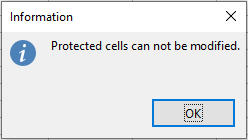 Information
Protected cells can not be modified.
OK